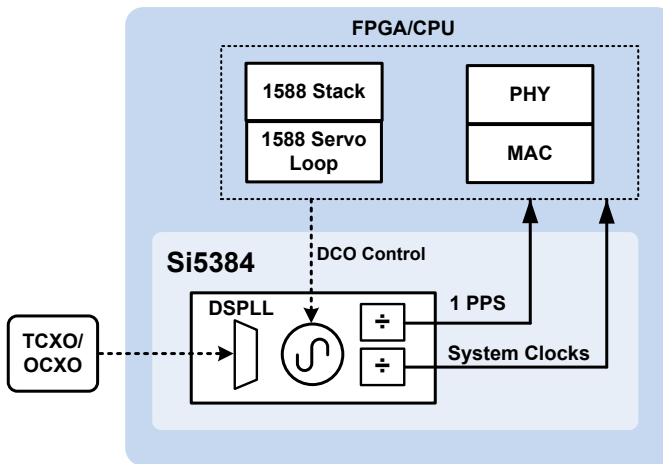 FPGA/CPU
1588 Stack
1588 Servo
Loop
PHY
MAC
DCO Control
Si5384
DSPLL
÷
1 PPS
÷
System Clocks
TCXO/
OCXO